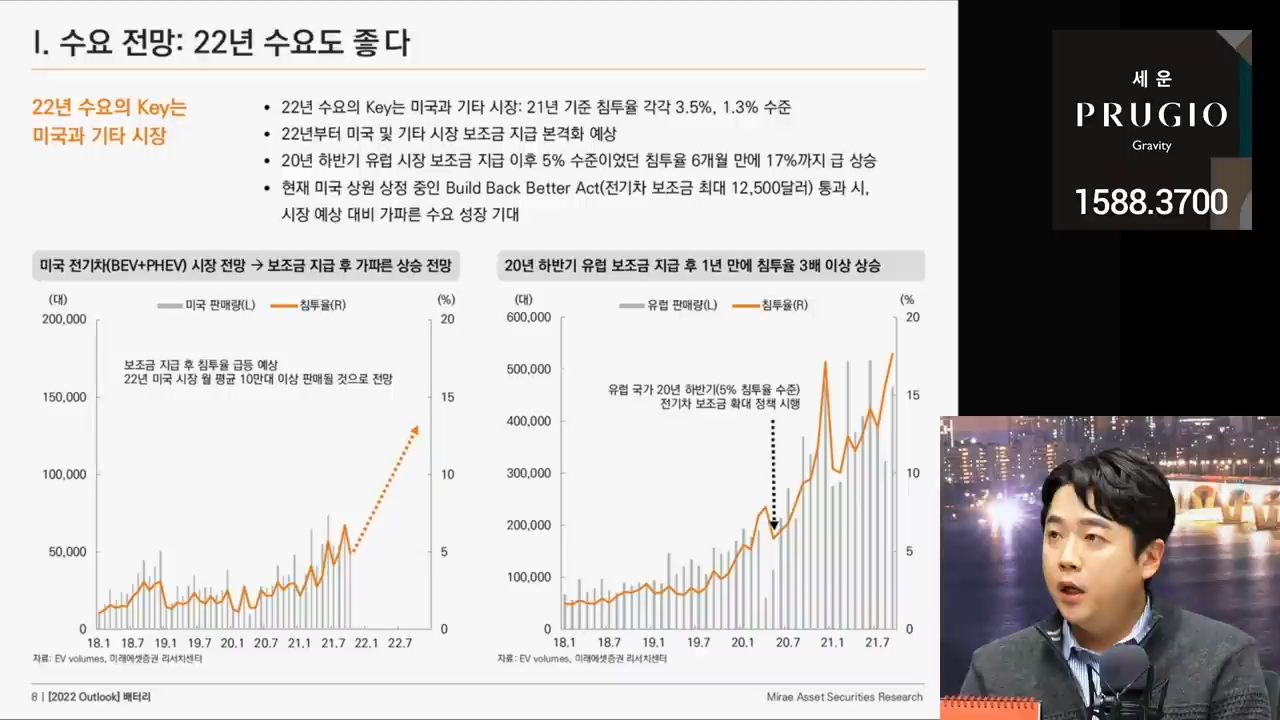 I. 수요 전망: 22년 수요도 좋다
22년 수요의 Key는
미국과 기타 시장
• 22년 수요의 Key는 미국과 기타 시장: 21년 기준 침투율 각각 3.5%, 1.3% 수준
• 22년부터 미국 및 기타 시장 보조금 지급 본격화 예상
• 20년 하반기 유럽 시장 보조금 지급 이후 5% 수준이었던 침투율 6개월 만에 17%까지 급 상승
• 현재 미국 상원 상정 중인 Build Back Better Act(전기차 보조금 최대 12,500달러) 통과 시,
시장 예상 대비 가파른 수요 성장 기대
미국 전기차(BEV+PHEV) 시장 전망 → 보조금 지급 후 가파른 상승 전망
(대)
미국 판매량(L)
침투율(R)
(%)
200,000
150,000
100,000
50,000
0
20
15
10
5
0
보조금 지급 후 침투율 급등 예상
22년 미국 시장 월 평균 10만대 이상 판매될 것으로 전망
18.1 18.7 19.1 19.7 20.1 20.7 21.1 21.7 22.1 22.7
자료: EV volumes, 미래에셋증권 리서치센터
20년 하반기 유럽 보조금 지급 후 1년 만에 침투율 3배 이상 상승
(대)
유럽 판매량(L)
침투율(R)
(%
600,000
500,000
400,000
300,000
200,000
100,000
0
20
15
10
5
0
유럽 국가 20년 하반기(5% 침투율 수준)
전기차 보조금 확대 정책 시행
18.1 18.7 19.1 19.7 20.1 20.7 21.1 21.7
자료: EV volumes, 미래에셋증권 리서치센터
8 | [2022 Outlook] 배터리
Mirae Asset Securities Research
세운
PRUGIO
Gravity
1588.3700